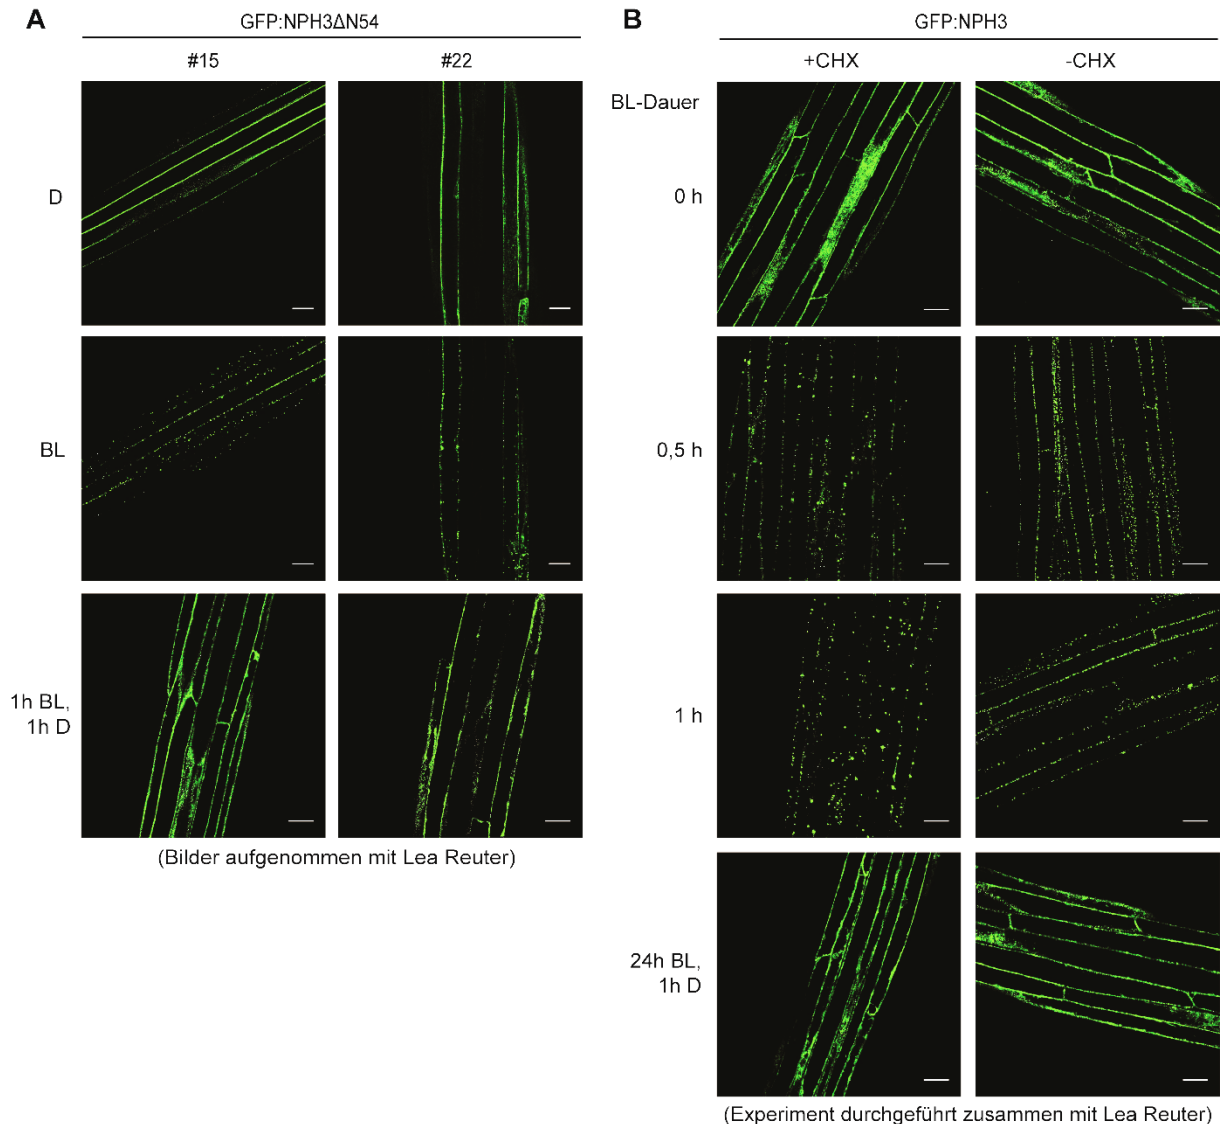 A
GFP:NPH3ΔN54
#15 #22
D
BL
1h BL,
1h D
(Bilder aufgenommen mit Lea Reuter)
B
GFP:NPH3
+CHX -CHX
BL-Dauer
0 h
0,5 h
1 h
24h BL,
1h D
(Experiment durchgeführt zusammen mit Lea Reuter)